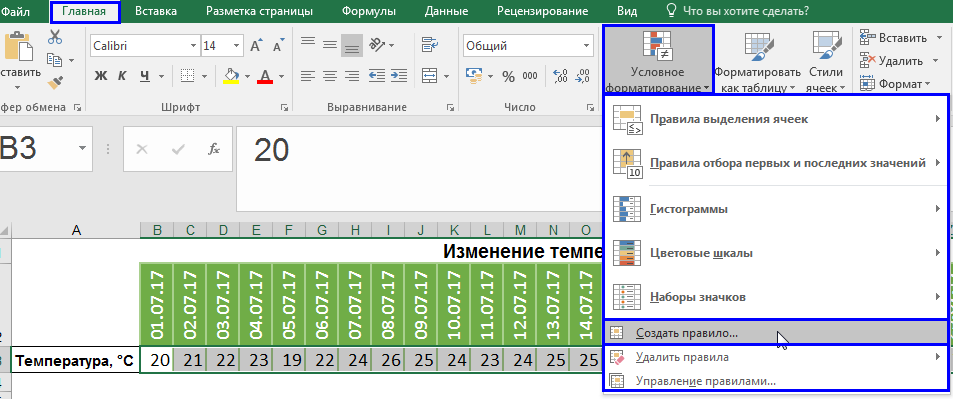 Файл Главная Вставка Разметка страницы Формулы Данные Рецензирование Вид Что вы хотите сделать?
Calibri 14 A A Общий Вставить
ставить Ж К Ч A % 000 Условное форматирование Форматировать как таблицу Стили ячеек Удалить
Формат
фер обмена Шрифт Выравнивание Число
B3 fx 20
Правила выделения ячеек
Правила отбора первых и последних значений
Гистограммы
Цветовые шкалы
Наборы значков
Создать правило...
Удалить правила
Управление правилами...
A B C D E F G H I J K L M N O
Изменение темпе
01.07.17 02.07.17 03.07.17 04.07.17 05.07.17 06.07.17 07.07.17 08.07.17 09.07.17 10.07.17 11.07.17 12.07.17 13.07.17 14.07.17
Температура, °C 20 21 22 23 19 22 24 26 25 24 23 24 25 25